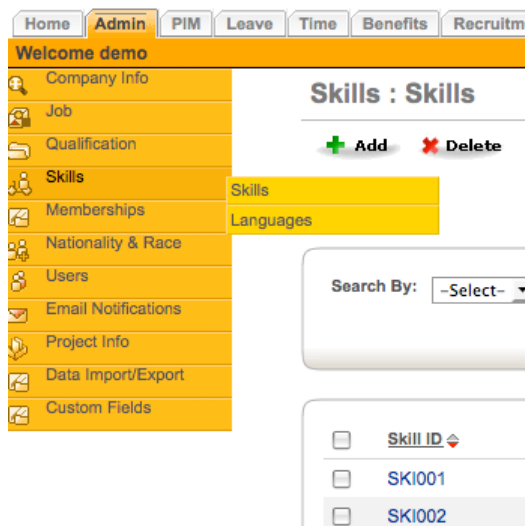 Home Admin PIM Leave Time Benefits Recruitm
Welcome demo
Company Info
Job
Qualification
Skills
Memberships
Nationality & Race
Users
Email Notifications
Project Info
Data Import/Export
Custom Fields
Skills
Languages
Skills : Skills
Add Delete
Search By: -Select-
Skill ID
SKI001
SKI002